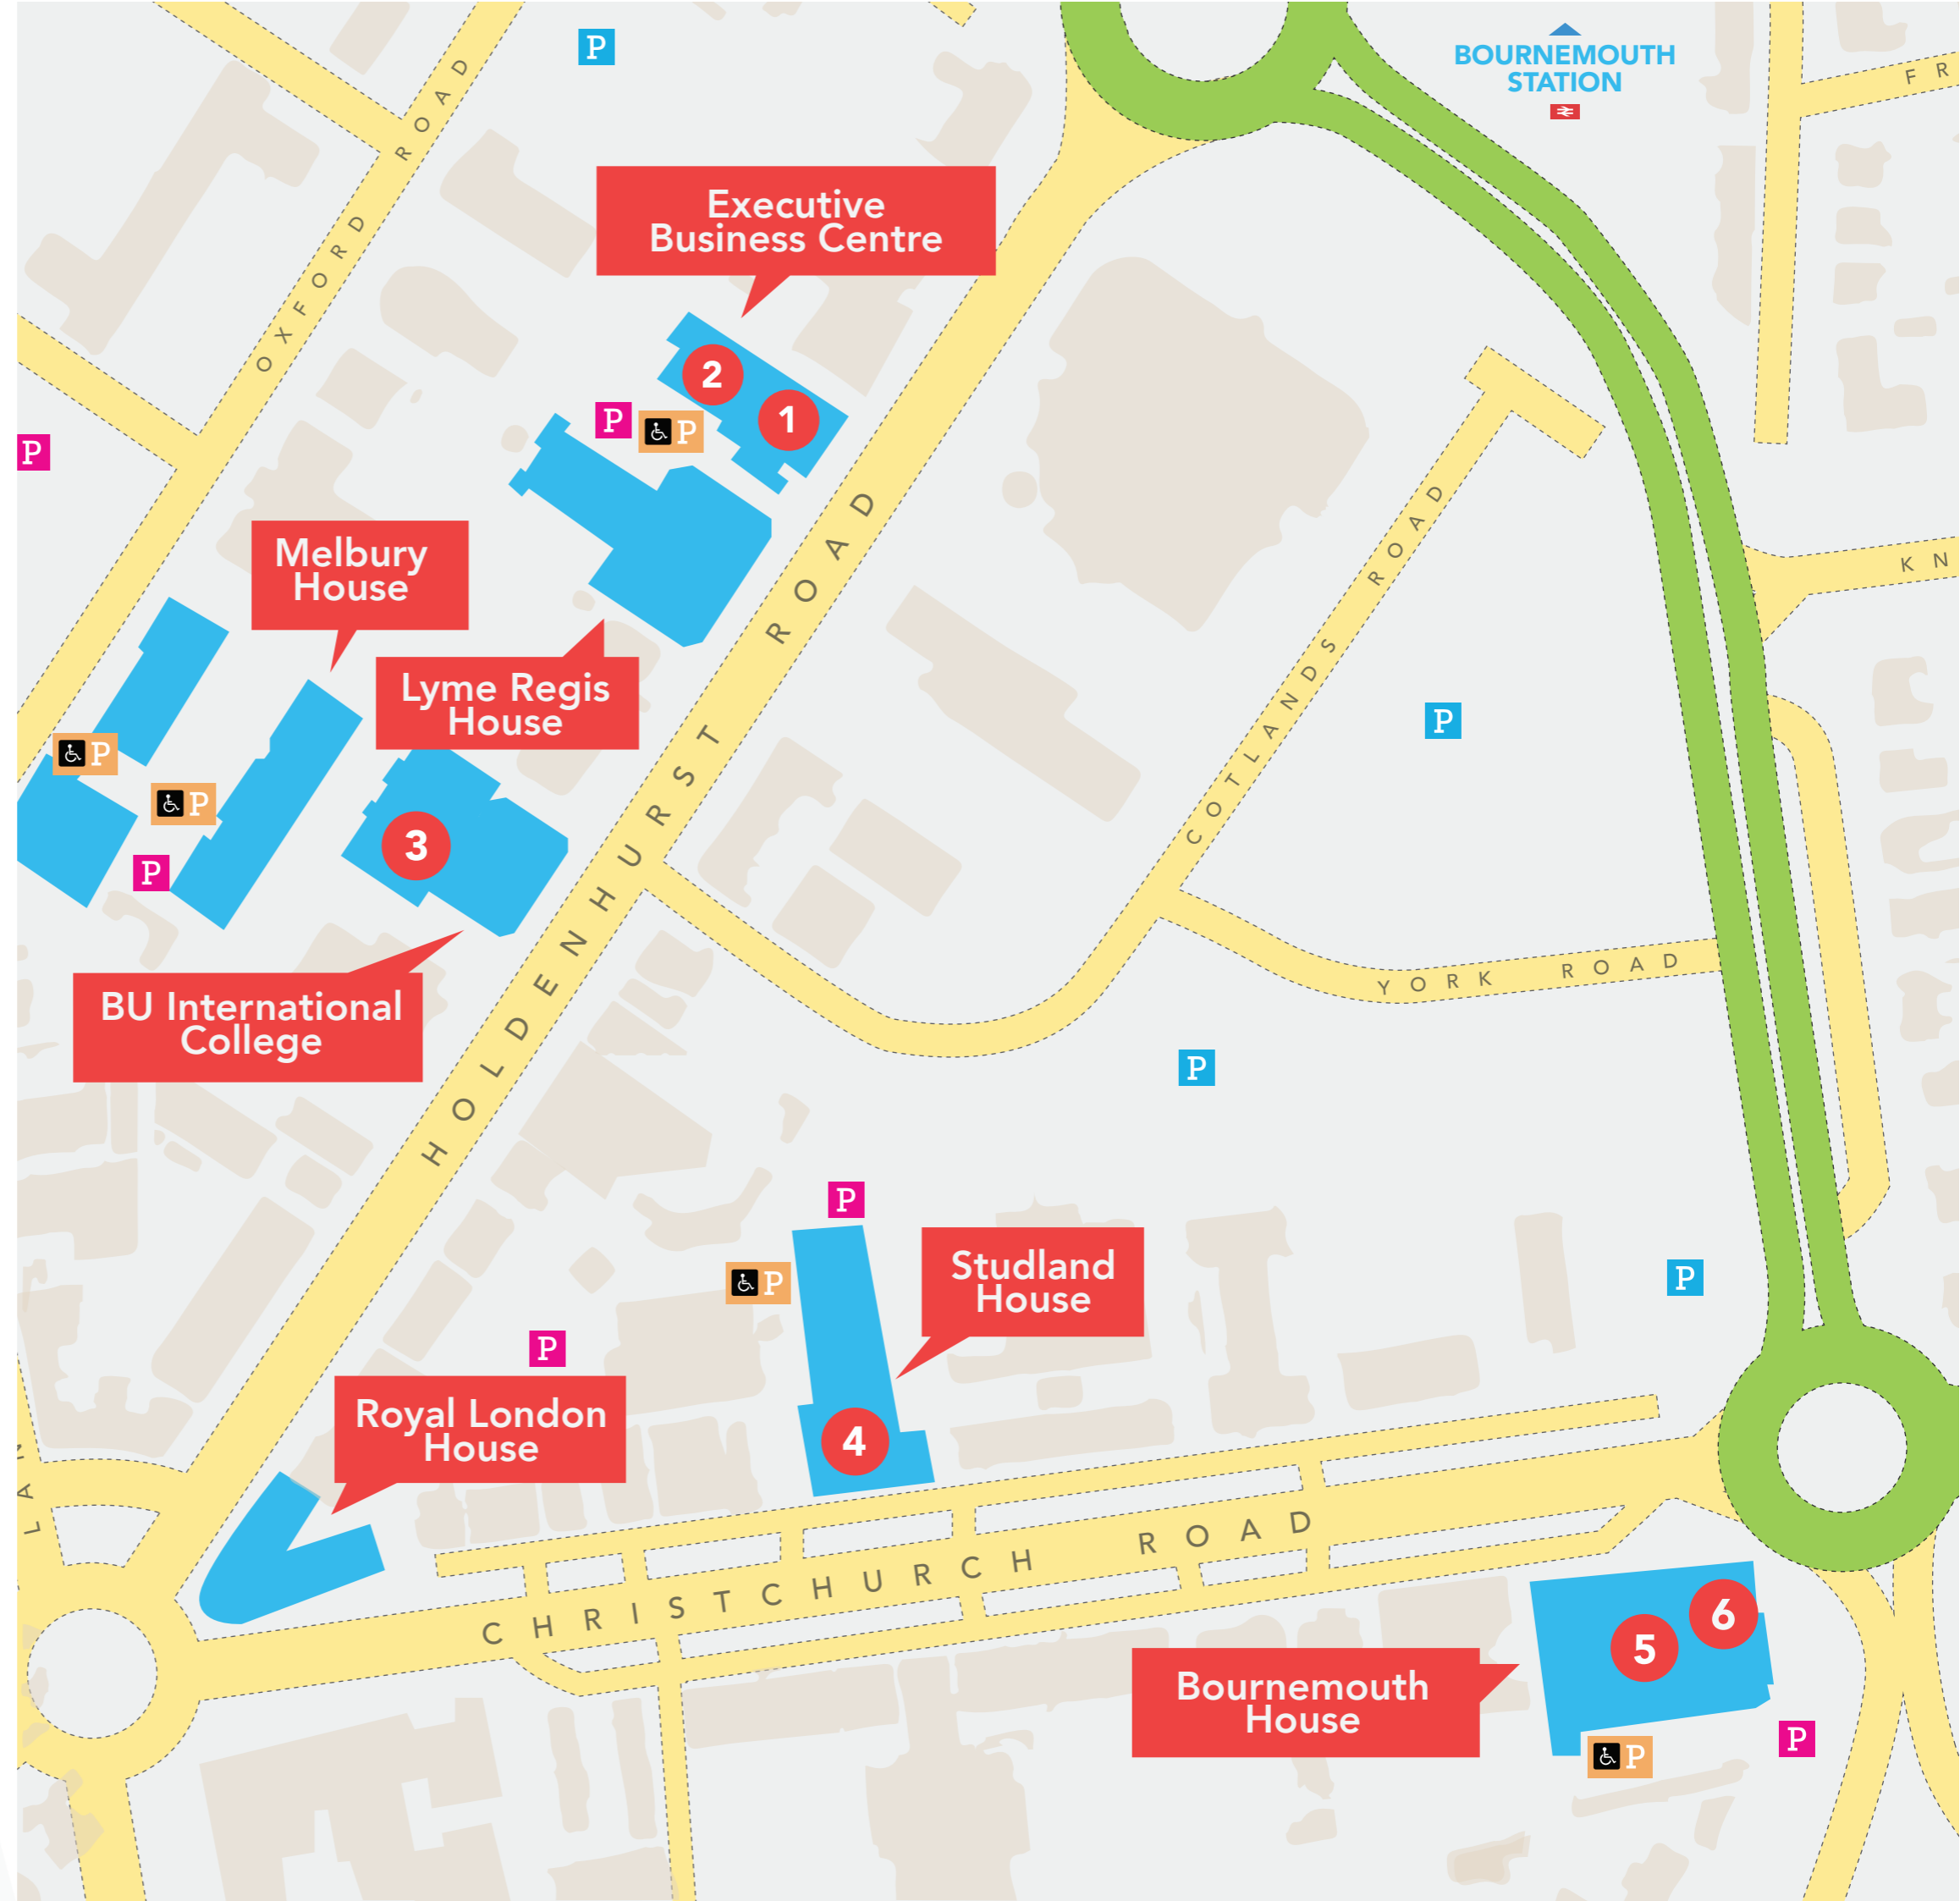 P
BOURNEMOUTH
STATION
F R
ROAD
OXFORD
Executive
Business Centre
2
1
P
P
P
HOLDENHURST ROAD
COTLANDS ROAD
K N
Melbury
House
Lyme Regis
House
P
P
P
P
3
BU International
College
YORK ROAD
P
P
P
Studland
House
P
P
Royal London
House
4
L A
CHRISTCHURCH ROAD
Bournemouth
House
5
6
P
P